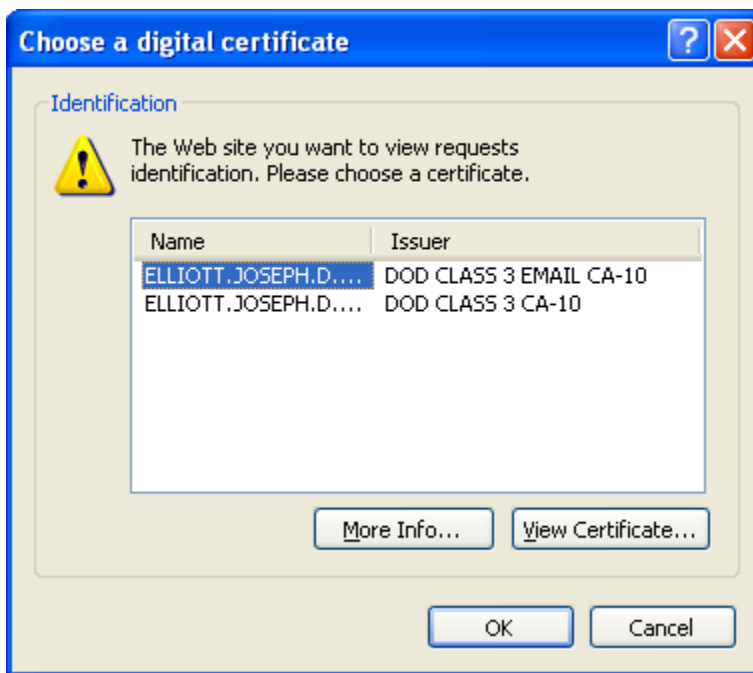 Choose a digital certificate
Identification
The Web site you want to view requests
identification. Please choose a certificate.
Name Issuer
ELLIOTT.JOSEPH.D.... DOD CLASS 3 EMAIL CA-10
ELLIOTT.JOSEPH.D.... DOD CLASS 3 CA-10
More Info... View Certificate...
OK Cancel